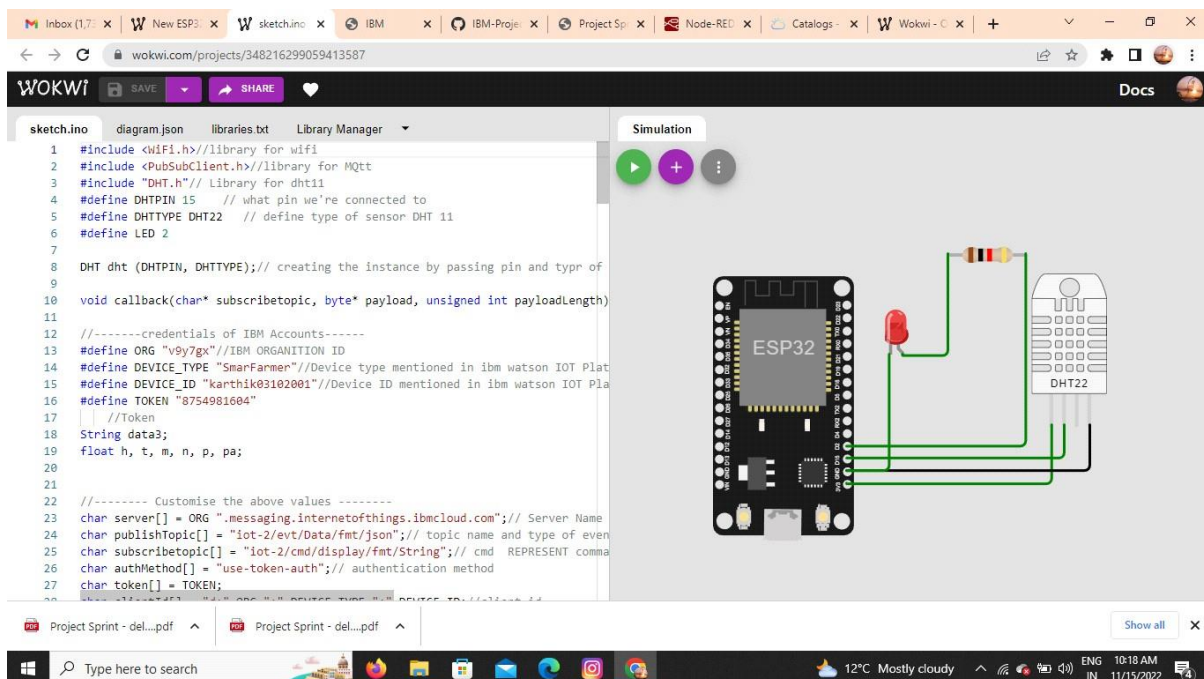 Inbox (1,7
New ESP3
sketch.ino
IBM
IBM-Proje
Project Sp
Node-RED
Catalogs -
Wokwi - C
wokwi.com/projects/348216299059413587
WOKWI SAVE SHARE Docs
sketch.ino diagram.json libraries.txt Library Manager
Simulation
1 #include <WiFi.h>//library for wifi
2 #include <PubSubClient.h>//library for MQtt
3 #include "DHT.h"// Library for dht11
4 #define DHTPIN 15 // what pin we're connected to
5 #define DHTTYPE DHT22 // define type of sensor DHT 11
6 #define LED 2
7
8 DHT dht (DHTPIN, DHTTYPE);// creating the instance by passing pin and typr of
9
10 void callback(char* subscribetopic, byte* payload, unsigned int payloadLength)
11
12 //-------credentials of IBM Accounts------
13 #define ORG "v9y7gx"//IBM ORGANITION ID
14 #define DEVICE_TYPE "SmarFarmer"//Device type mentioned in ibm watson IOT Plat
15 #define DEVICE_ID "karthik03102001"//Device ID mentioned in ibm watson IOT Pla
16 #define TOKEN "8754981604"
17 //Token
18 String data3;
19 float h, t, m, n, p, pa;
20
21
22 //-------- Customise the above values --------
23 char server[] = ORG ".messaging.internetofthings.ibmcloud.com";// Server Name
24 char publishTopic[] = "iot-2/evt/Data/fmt/json";// topic name and type of even
25 char subscribetopic[] = "iot-2/cmd/display/fmt/String";// cmd REPRESENT comma
26 char authMethod[] = "use-token-auth";// authentication method
27 char token[] = TOKEN;
ESP32
DHT22
Project Sprint - del....pdf
Project Sprint - del....pdf
Show all
Type here to search
12°C Mostly cloudy
ENG
IN
10:18 AM
11/15/2022